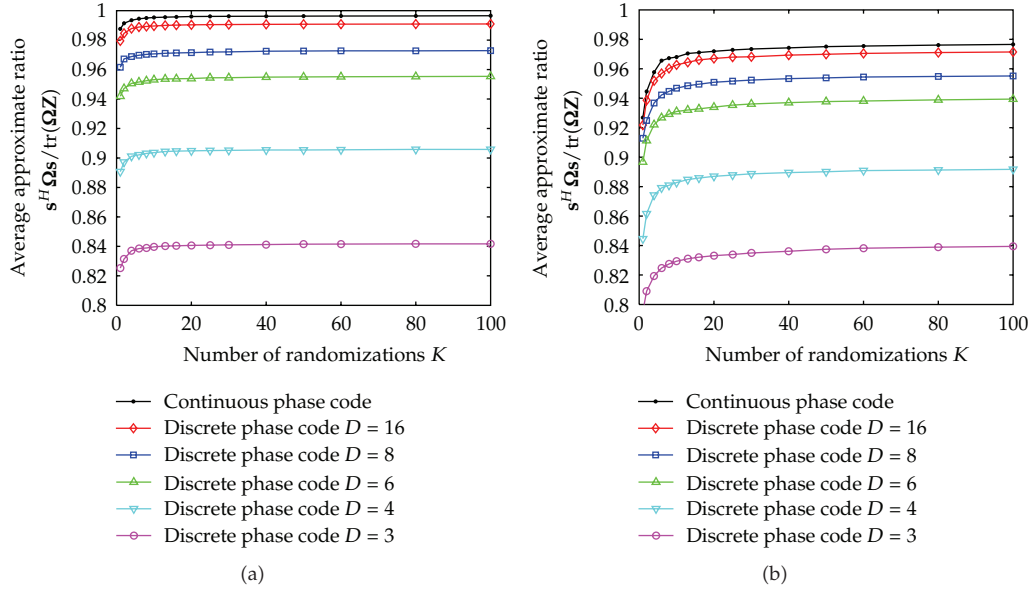 Average approximate ratio
s^H Ωs/tr(ΩZ)
1
0.98
0.96
0.94
0.92
0.9
0.88
0.86
0.84
0.82
0.8
0 20 40 60 80 100
Number of randomizations K
Continuous phase code
Discrete phase code D = 16
Discrete phase code D = 8
Discrete phase code D = 6
Discrete phase code D = 4
Discrete phase code D = 3
(a)
Average approximate ratio
s^H Ωs/tr(ΩZ)
1
0.98
0.96
0.94
0.92
0.9
0.88
0.86
0.84
0.82
0.8
0 20 40 60 80 100
Number of randomizations K
Continuous phase code
Discrete phase code D = 16
Discrete phase code D = 8
Discrete phase code D = 6
Discrete phase code D = 4
Discrete phase code D = 3
(b)